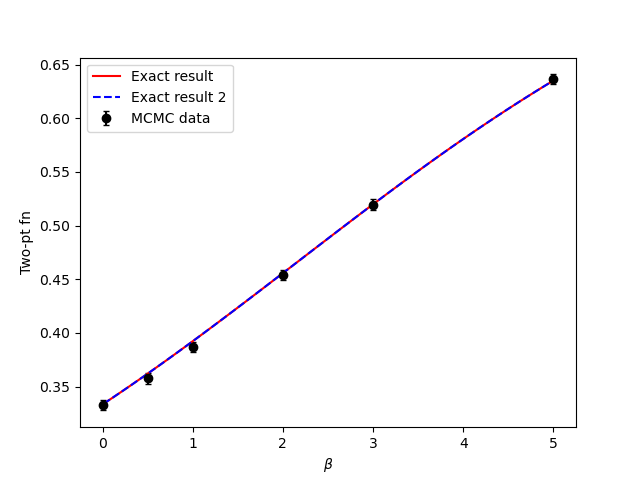 Exact result
Exact result 2
MCMC data
0.65
0.60
0.55
0.50
0.45
0.40
0.35
Two-pt fn
0 1 2 3 4 5
β